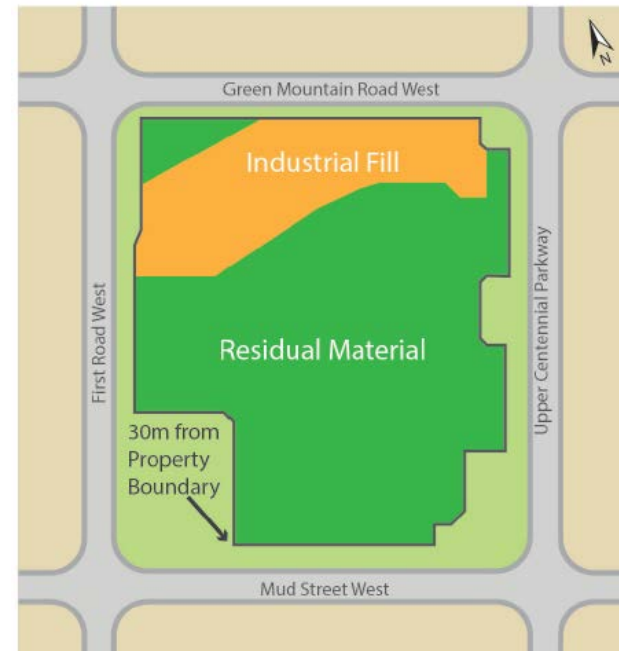 N
Green Mountain Road West
Industrial Fill
First Road West
Residual Material
Upper Centennial Parkway
30m from
Property
Boundary
Mud Street West